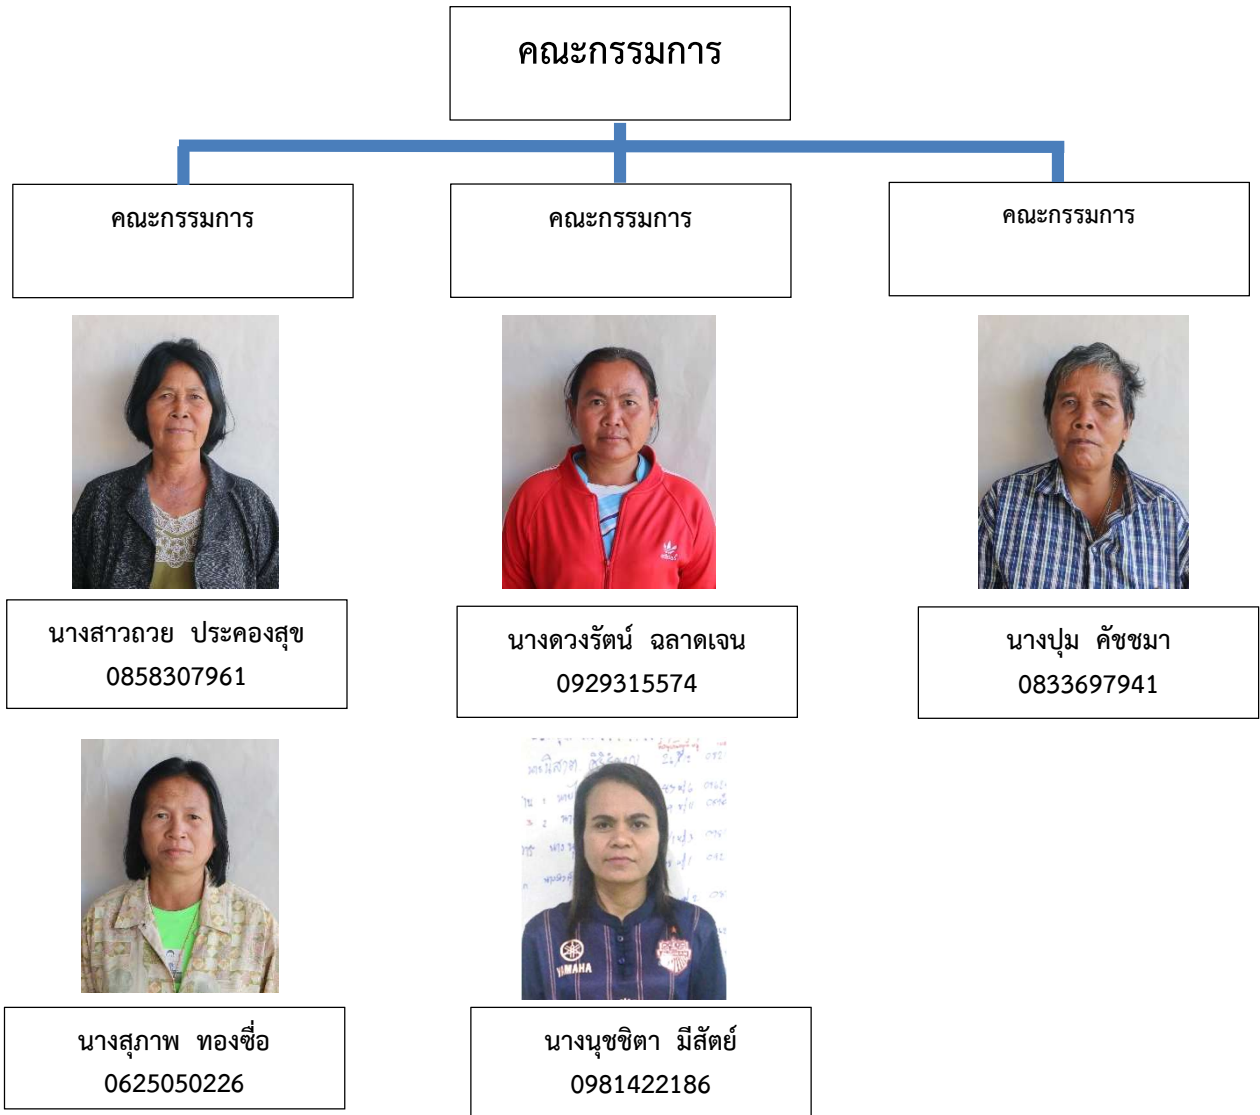 คณะกรรมการ
คณะกรรมการ
คณะกรรมการ
คณะกรรมการ
นางสาวถวย ประคองสุข
0858307961
นางดวงรัตน์ ฉลาดเจน
0929315574
นางปุม คัชชมา
0833697941
YAMAHA
นางสุภาพ ทองซื่อ
0625050226
นางนุชชิตา มีสัตย์
0981422186